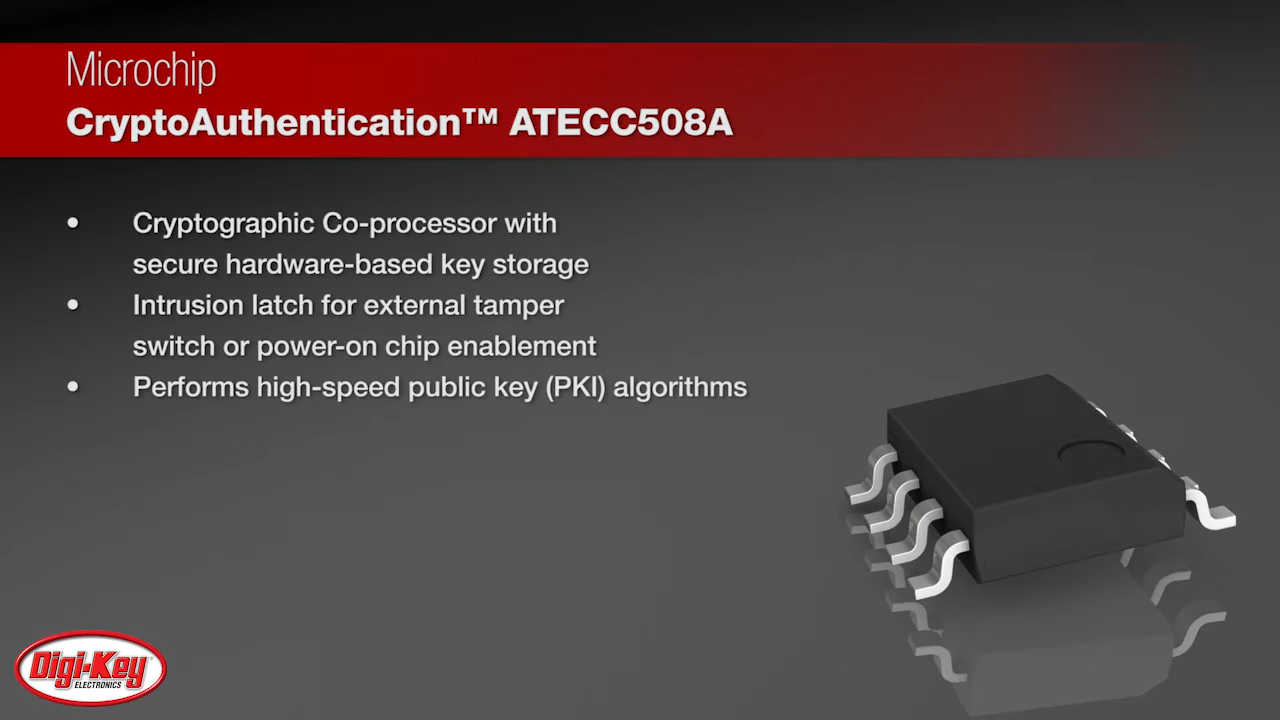 Microchip
CryptoAuthentication™ ATECC508A
• Cryptographic Co-processor with
secure hardware-based key storage
• Intrusion latch for external tamper
switch or power-on chip enablement
• Performs high-speed public key (PKI) algorithms
Digi-Key
ELECTRONICS